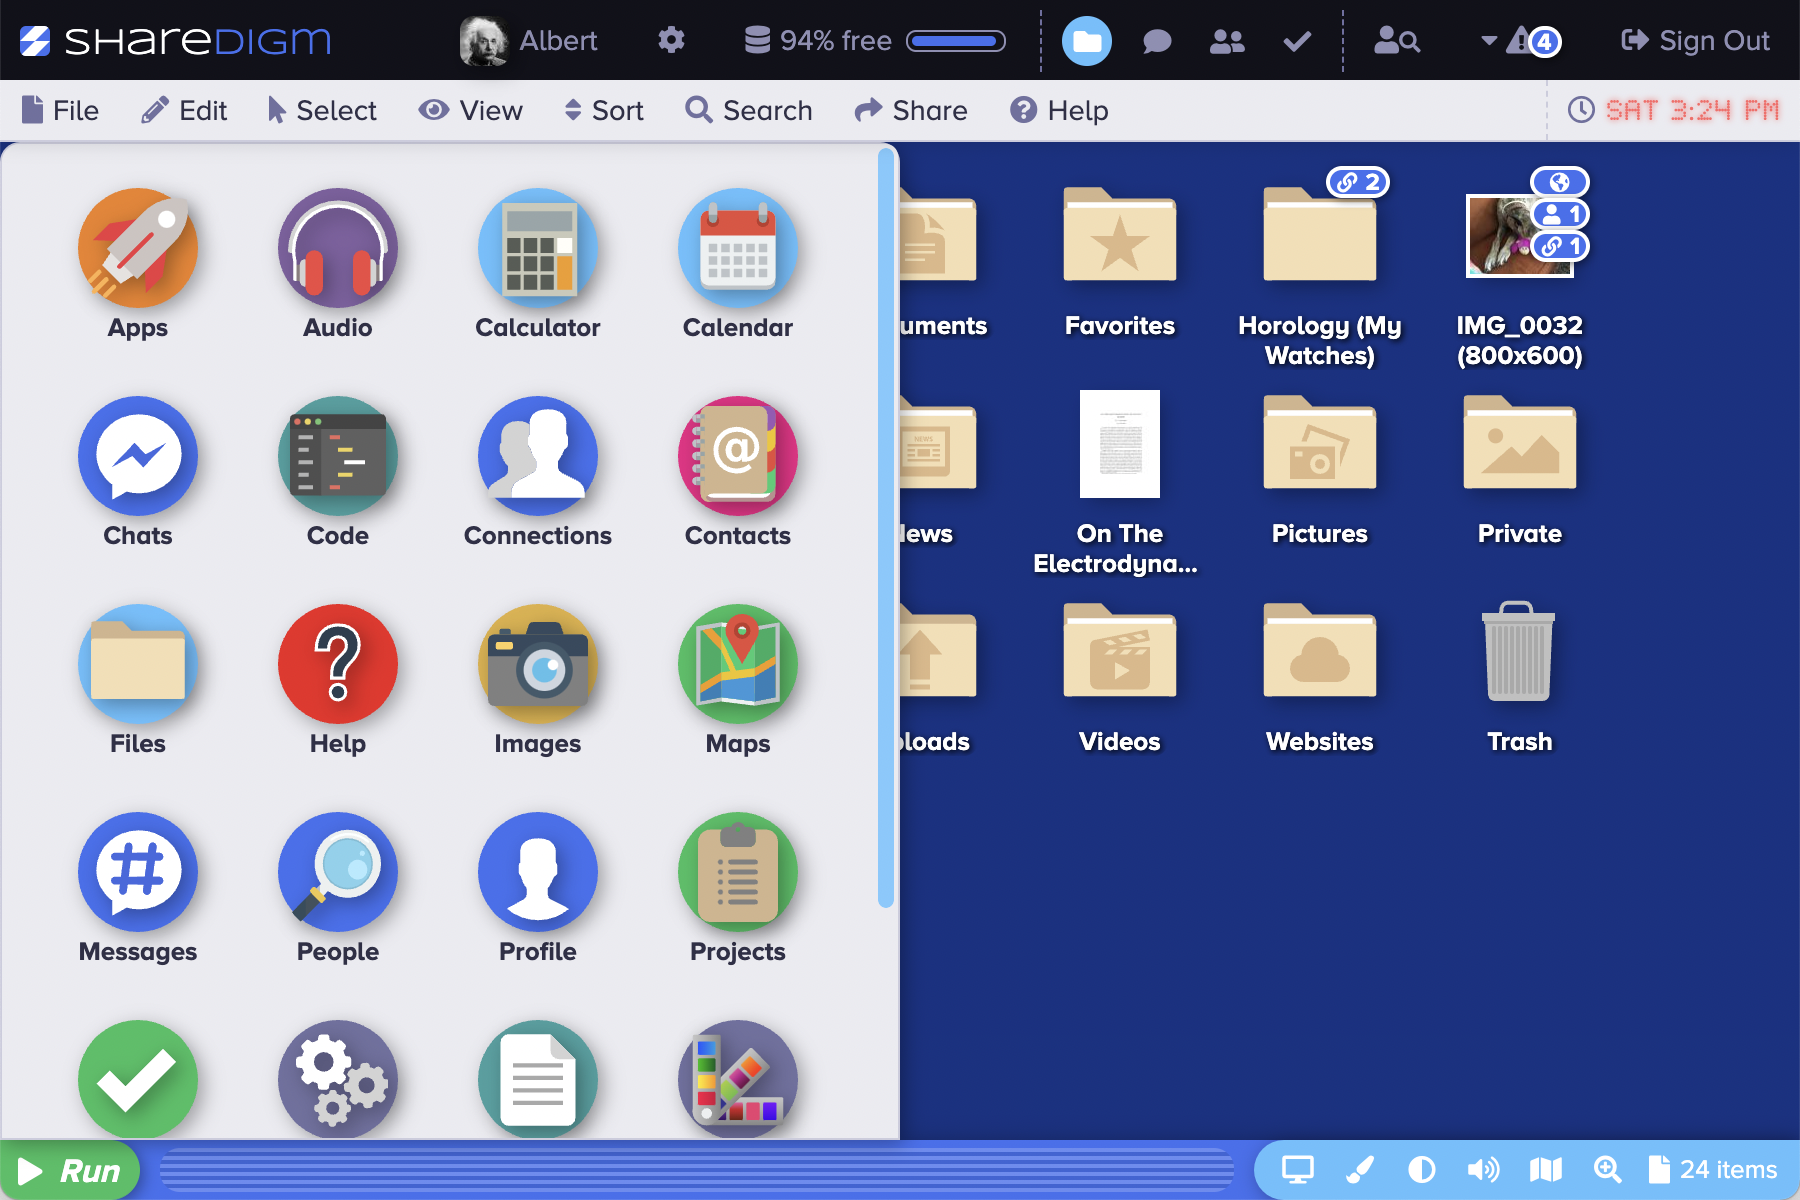 SHAREDIGM
Albert
94% free
4
Sign Out
File Edit Select View Sort Search Share Help
SAT 3:24 PM
Apps Audio Calculator Calendar
uments Favorites Horology (My Watches) IMG_0032 (800x600)
2
1
1
Chats Code Connections Contacts
@
NEWS
ews On The Electrodyna... Pictures Private
Files Help Images Maps
?
loads Videos Websites Trash
#
Messages People Profile Projects
Run
24 items